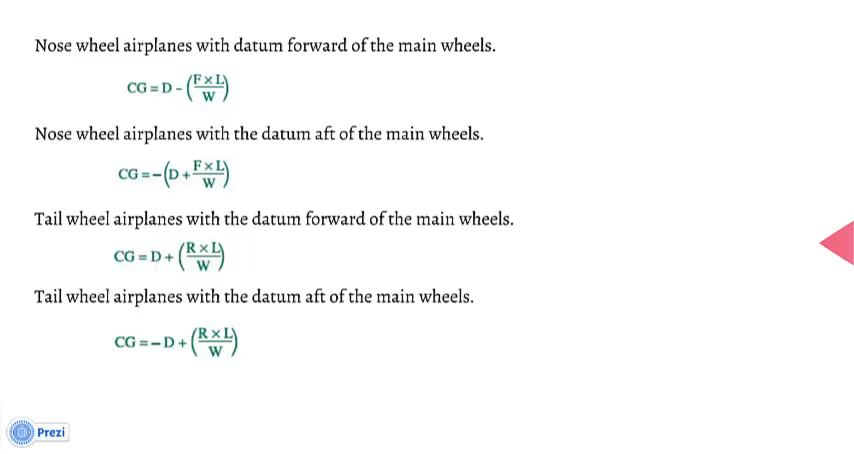 Nose wheel airplanes with datum forward of the main wheels.
CG = D - (F × L / W)
Nose wheel airplanes with the datum aft of the main wheels.
CG = -(D + F × L / W)
Tail wheel airplanes with the datum forward of the main wheels.
CG = D + (R × L / W)
Tail wheel airplanes with the datum aft of the main wheels.
CG = -D + (R × L / W)
Prezi